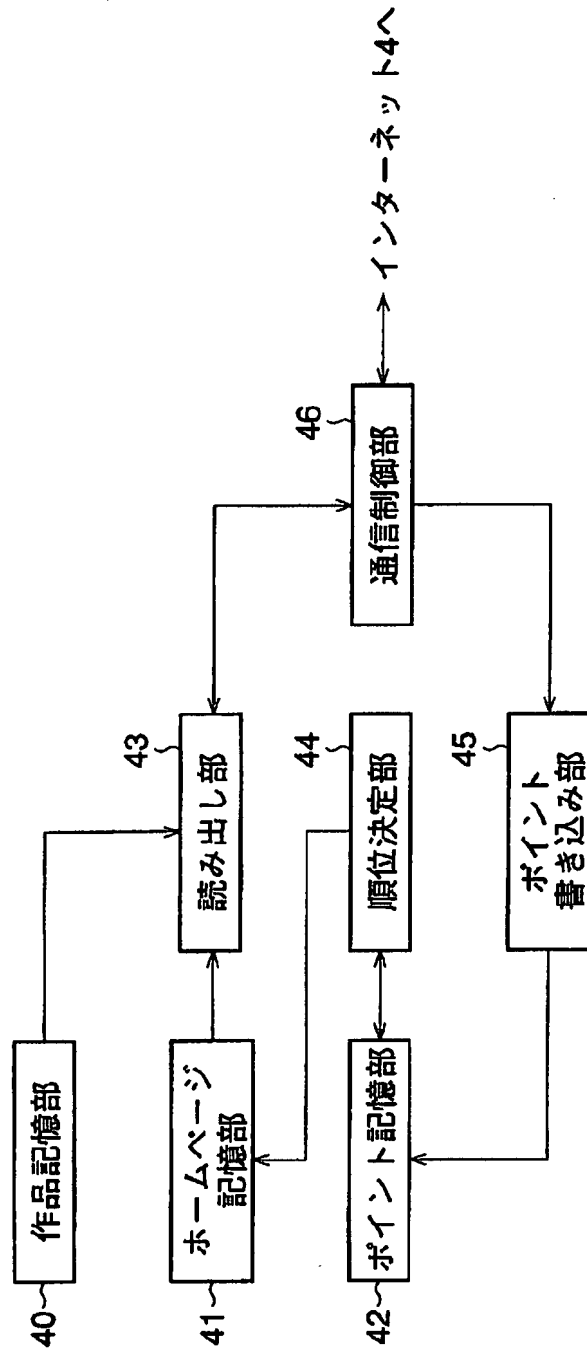 40
作品記憶部
41
ホームページ
記憶部
42
ポイント記憶部
43
読み出し部
44
順位決定部
45
ポイント
書き込み部
46
通信制御部
インターネット4へ